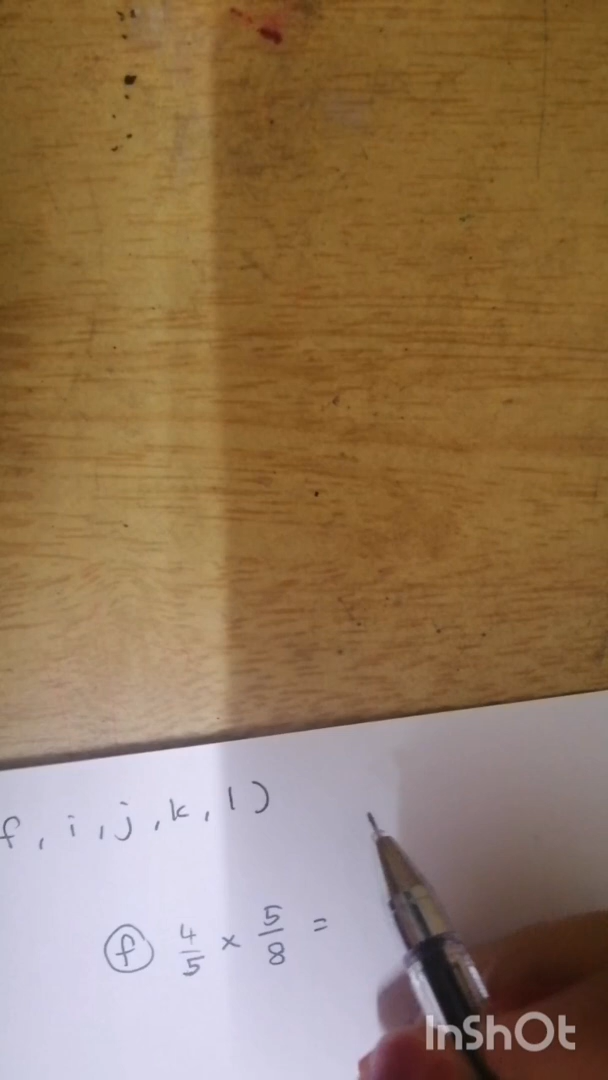 f, i, j, k, l)
(f) 4/5 × 5/8 =
InShOt